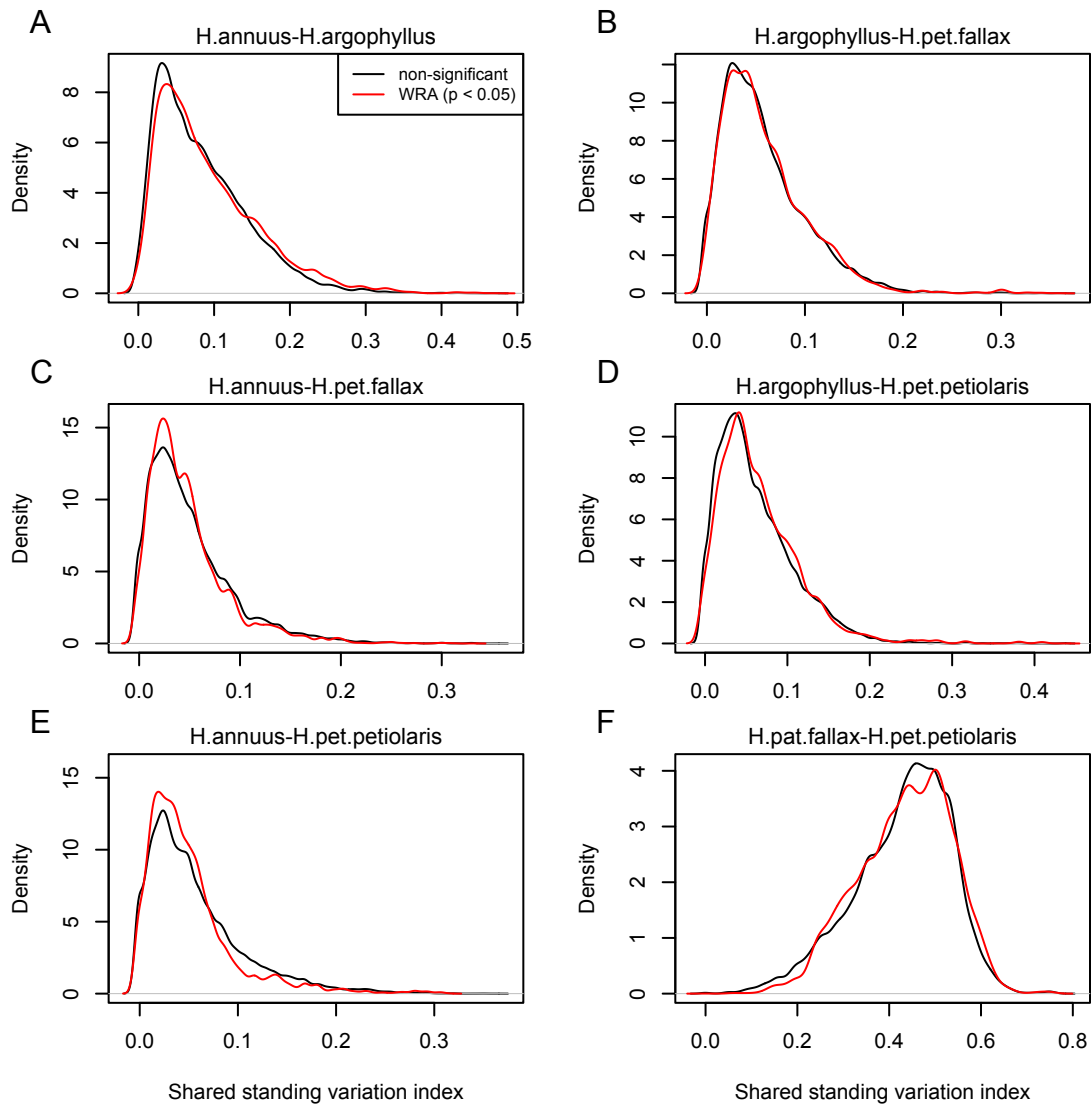 A
H.annuus-H.argophyllus
non-significant
WRA (p < 0.05)
Density
0 2 4 6 8
0.0 0.1 0.2 0.3 0.4 0.5
B
H.argophyllus-H.pet.fallax
Density
0 2 4 6 8 10
0.0 0.1 0.2 0.3
C
H.annuus-H.pet.fallax
Density
0 5 10 15
0.0 0.1 0.2 0.3
D
H.argophyllus-H.pet.petiolaris
Density
0 2 4 6 8 10
0.0 0.1 0.2 0.3 0.4
E
H.annuus-H.pet.petiolaris
Density
0 5 10 15
0.0 0.1 0.2 0.3
Shared standing variation index
F
H.pat.fallax-H.pet.petiolaris
Density
0 1 2 3 4
0.0 0.2 0.4 0.6 0.8
Shared standing variation index